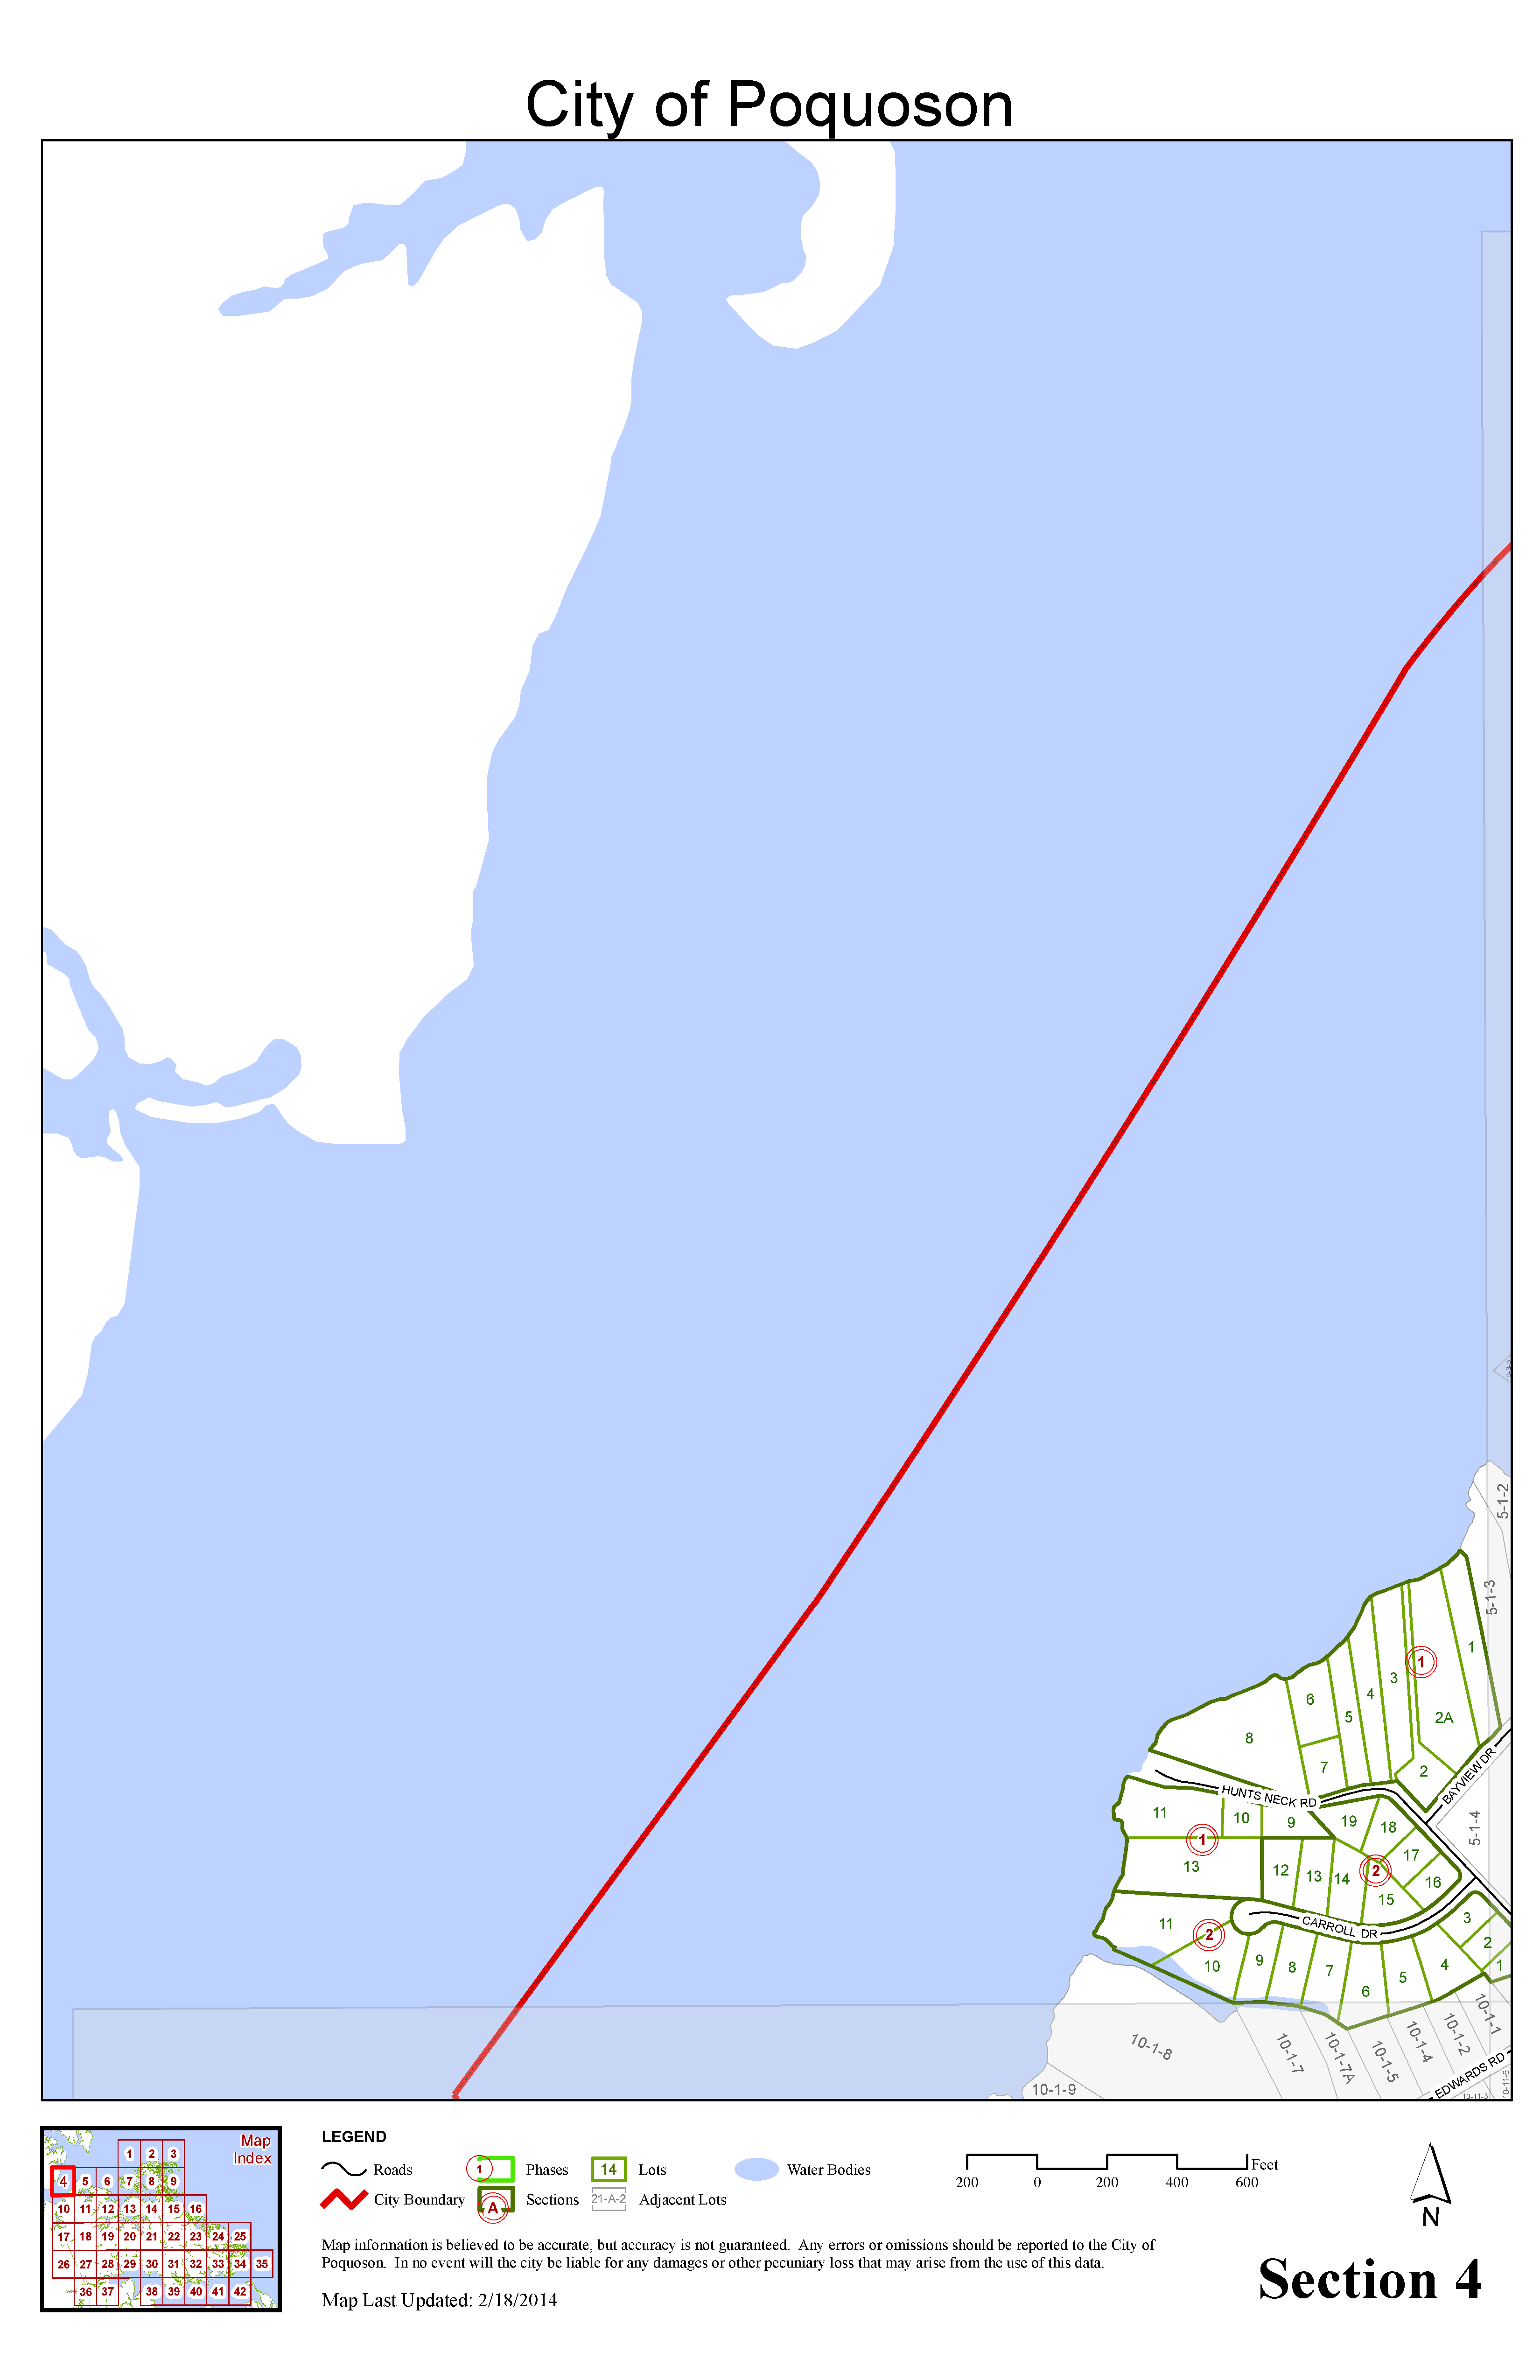 City of Poquoson
5-1-2
5-1-3
1
1
3
4
6
5
2A
8
7
2
BAYVIEW DR
HUNTS NECK RD
11
10
9
19
18
5-1-4
1
17
13
12
13
14
2
16
15
11
CARROLL DR
3
2
2
10
9
8
7
6
5
4
1
10-1-8
10-1-7
10-1-7A
10-1-5
10-1-4
10-1-2
10-1-1
10-1-9
EDWARDS RD
Map
Index
1 2 3
4 5 6 7 8 9
10 11 12 13 14 15 16
17 18 19 20 21 22 23 24 25
26 27 28 29 30 31 32 33 34 35
36 37 38 39 40 41 42
LEGEND
Roads
1 Phases
14 Lots
Water Bodies
City Boundary
A Sections
21-A-2 Adjacent Lots
Feet
200 0 200 400 600
N
Map information is believed to be accurate, but accuracy is not guaranteed. Any errors or omissions should be reported to the City of
Poquoson. In no event will the city be liable for any damages or other pecuniary loss that may arise from the use of this data.
Map Last Updated: 2/18/2014
Section 4